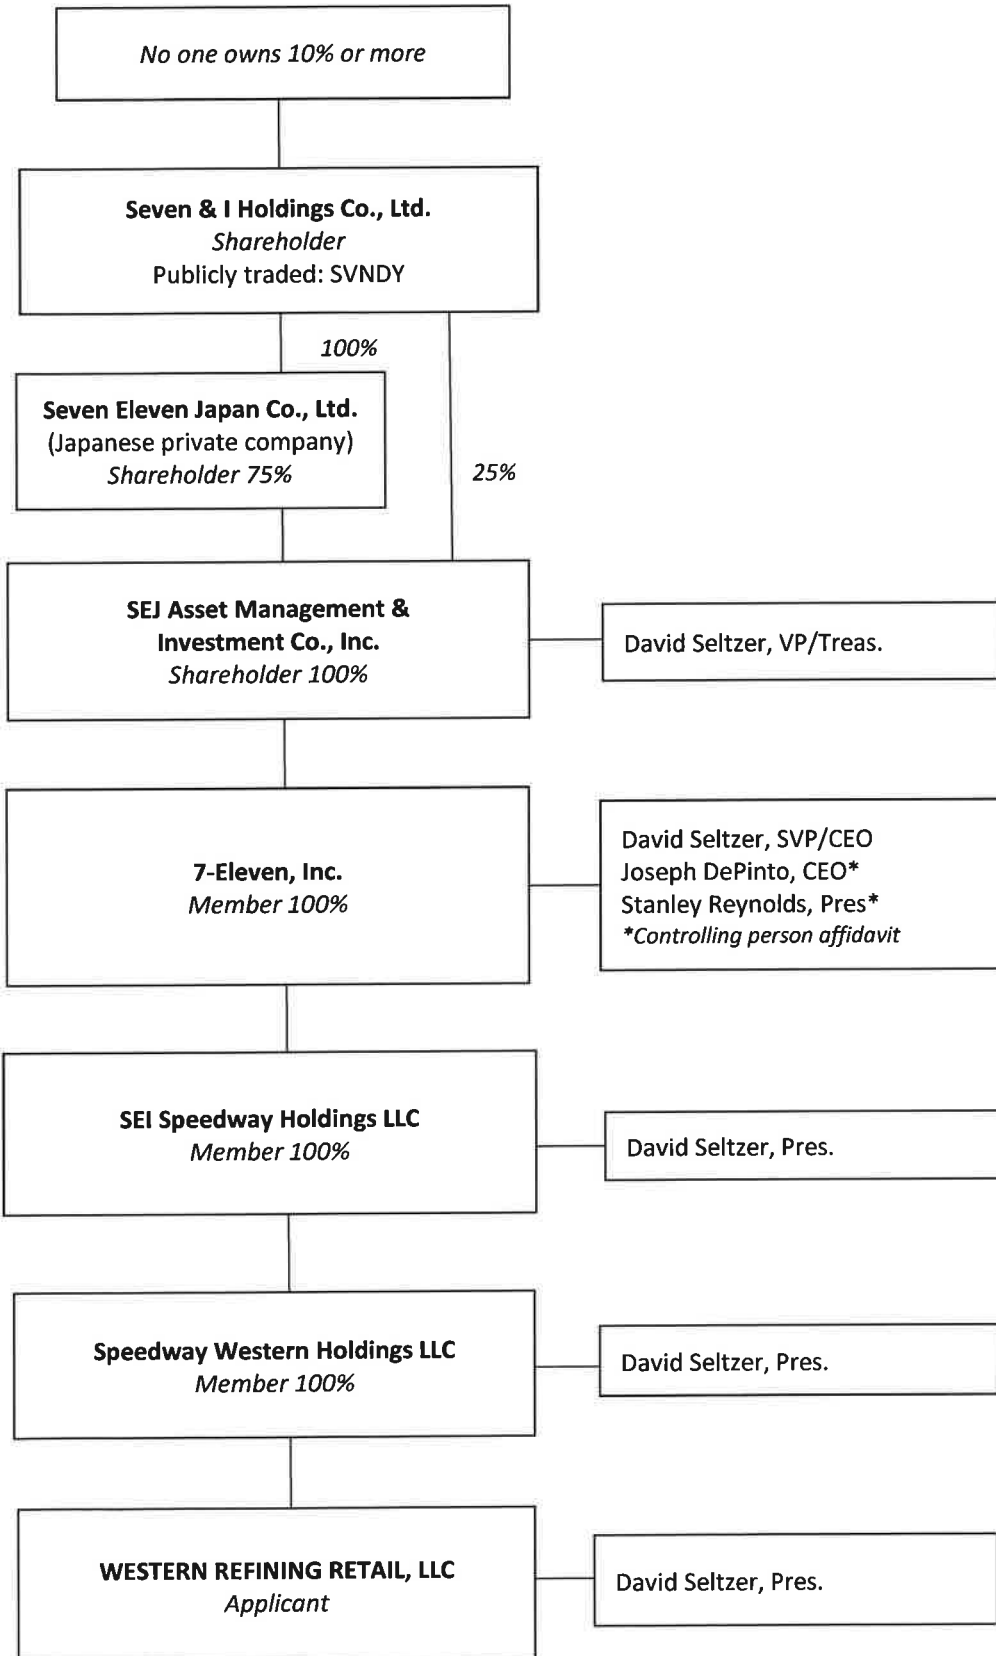 No one owns 10% or more
Seven & I Holdings Co., Ltd.
Shareholder
Publicly traded: SVNDY
100%
Seven Eleven Japan Co., Ltd.
(Japanese private company)
Shareholder 75%
25%
SEJ Asset Management &
Investment Co., Inc.
Shareholder 100%
David Seltzer, VP/Treas.
7-Eleven, Inc.
Member 100%
David Seltzer, SVP/CEO
Joseph DePinto, CEO*
Stanley Reynolds, Pres*
*Controlling person affidavit
SEI Speedway Holdings LLC
Member 100%
David Seltzer, Pres.
Speedway Western Holdings LLC
Member 100%
David Seltzer, Pres.
WESTERN REFINING RETAIL, LLC
Applicant
David Seltzer, Pres.